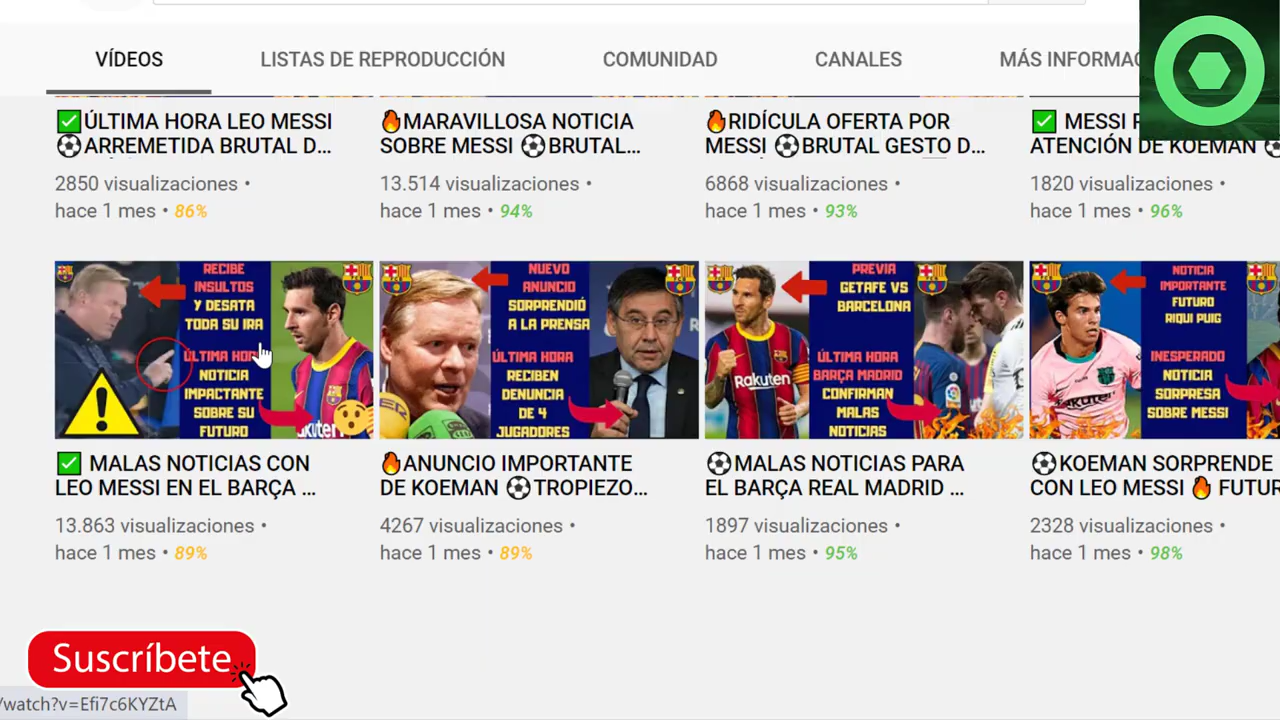 VÍDEOS
LISTAS DE REPRODUCCIÓN
COMUNIDAD
CANALES
MÁS INFORMAC
✅ÚLTIMA HORA LEO MESSI
⚽ARREMETIDA BRUTAL D...
2850 visualizaciones •
hace 1 mes • 86%
🔥MARAVILLOSA NOTICIA
SOBRE MESSI ⚽BRUTAL...
13.514 visualizaciones •
hace 1 mes • 94%
🔥RIDÍCULA OFERTA POR
MESSI ⚽BRUTAL GESTO D...
6868 visualizaciones •
hace 1 mes • 93%
✅ MESSI
ATENCIÓN DE KOEMAN ⚽
1820 visualizaciones •
hace 1 mes • 96%
RECIBE
INSULTOS
Y DESATA
TODA SU IRA
ÚLTIMA HORA
NOTICIA
IMPACTANTE
SOBRE SU
FUTURO
✅ MALAS NOTICIAS CON
LEO MESSI EN EL BARÇA ...
13.863 visualizaciones •
hace 1 mes • 89%
NUEVO
ANUNCIO
SORPRENDIÓ
A LA PRENSA
ÚLTIMA HORA
RECIBEN
DENUNCIA
DE 4
JUGADORES
🔥ANUNCIO IMPORTANTE
DE KOEMAN ⚽TROPIEZO...
4267 visualizaciones •
hace 1 mes • 89%
PREVIA
GETAFE VS
BARCELONA
ÚLTIMA HORA
BARÇA MADRID
CONFIRMAN
MALAS
NOTICIAS
Rakuten
⚽MALAS NOTICIAS PARA
EL BARÇA REAL MADRID ...
1897 visualizaciones •
hace 1 mes • 95%
NOTICIA
IMPORTANTE
FUTURO
RIQUI PUIG
INESPERADO
NOTICIA
SORPRESA
SOBRE MESSI
⚽KOEMAN SORPRENDE
CON LEO MESSI 🔥 FUTUR
2328 visualizaciones •
hace 1 mes • 98%
Suscríbete
/watch?v=Efi7c6KYZtA